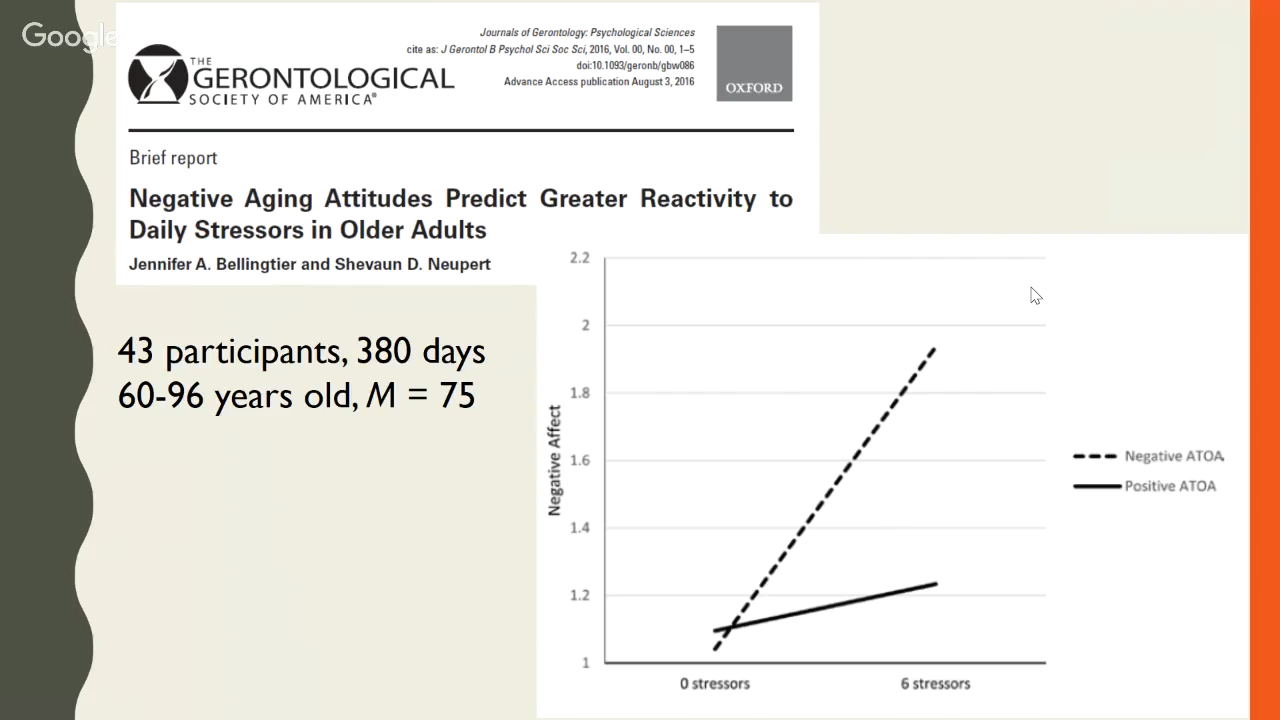 Google
THE
GERONTOLOGICAL
SOCIETY OF AMERICA®
Journals of Gerontology: Psychological Sciences
cite as: J Gerontol B Psychol Sci Soc Sci, 2016, Vol. 00, No. 00, 1–5
doi:10.1093/geronb/gbw086
Advance Access publication August 3, 2016
OXFORD
Brief report
Negative Aging Attitudes Predict Greater Reactivity to
Daily Stressors in Older Adults
Jennifer A. Bellingtier and Shevaun D. Neupert
43 participants, 380 days
60-96 years old, M = 75
Negative Affect
2.2
2
1.8
1.6
1.4
1.2
1
0 stressors
6 stressors
Negative ATOA
Positive ATOA